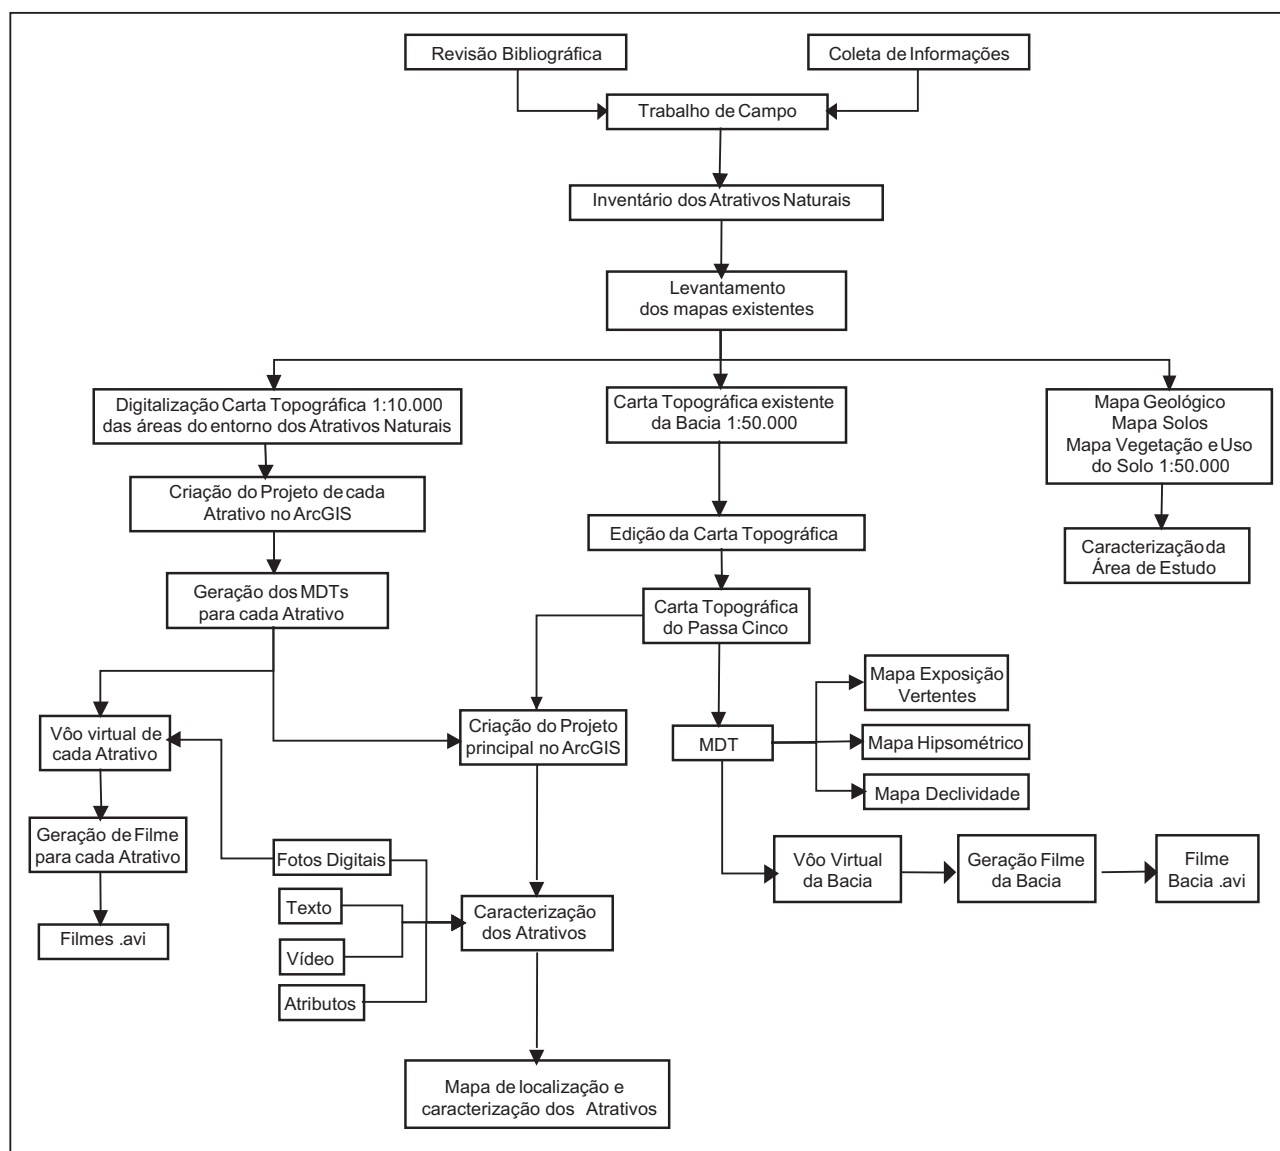 Revisão Bibliográfica
Coleta de Informações
Trabalho de Campo
Inventário dos Atrativos Naturais
Levantamento
dos mapas existentes
Digitalização Carta Topográfica 1:10.000
das áreas do entorno dos Atrativos Naturais
Carta Topográfica existente
da Bacia 1:50.000
Mapa Geológico
Mapa Solos
Mapa Vegetação e Uso
do Solo 1:50.000
Criação do Projeto de cada
Atrativo no ArcGIS
Edição da Carta Topográfica
Caracterização da
Área de Estudo
Geração dos MDTs
para cada Atrativo
Carta Topográfica
do Passa Cinco
Mapa Exposição
Vertentes
Vôo virtual de
cada Atrativo
Criação do Projeto
principal no ArcGIS
MDT
Mapa Hipsométrico
Mapa Declividade
Geração de Filme
para cada Atrativo
Fotos Digitais
Vôo Virtual
da Bacia
Geração Filme
da Bacia
Filme
Bacia .avi
Texto
Caracterização
dos Atrativos
Filmes .avi
Vídeo
Atributos
Mapa de localização e
caracterização dos Atrativos